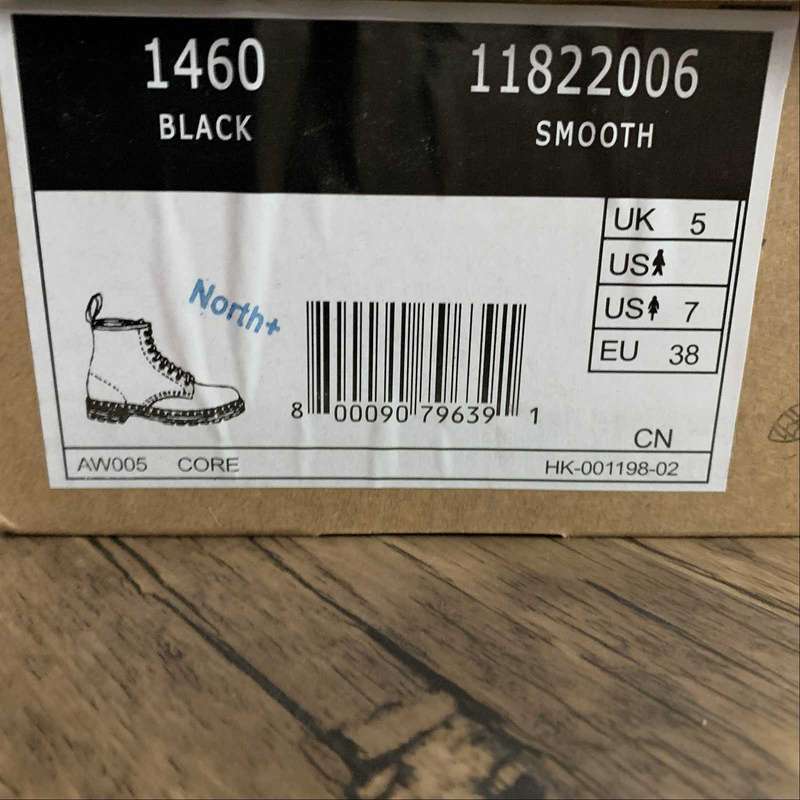 1460 11822006
BLACK SMOOTH
UK 5
US
US 7
EU 38
North+
8 00090 79639 1
CN
AW005 CORE HK-001198-02